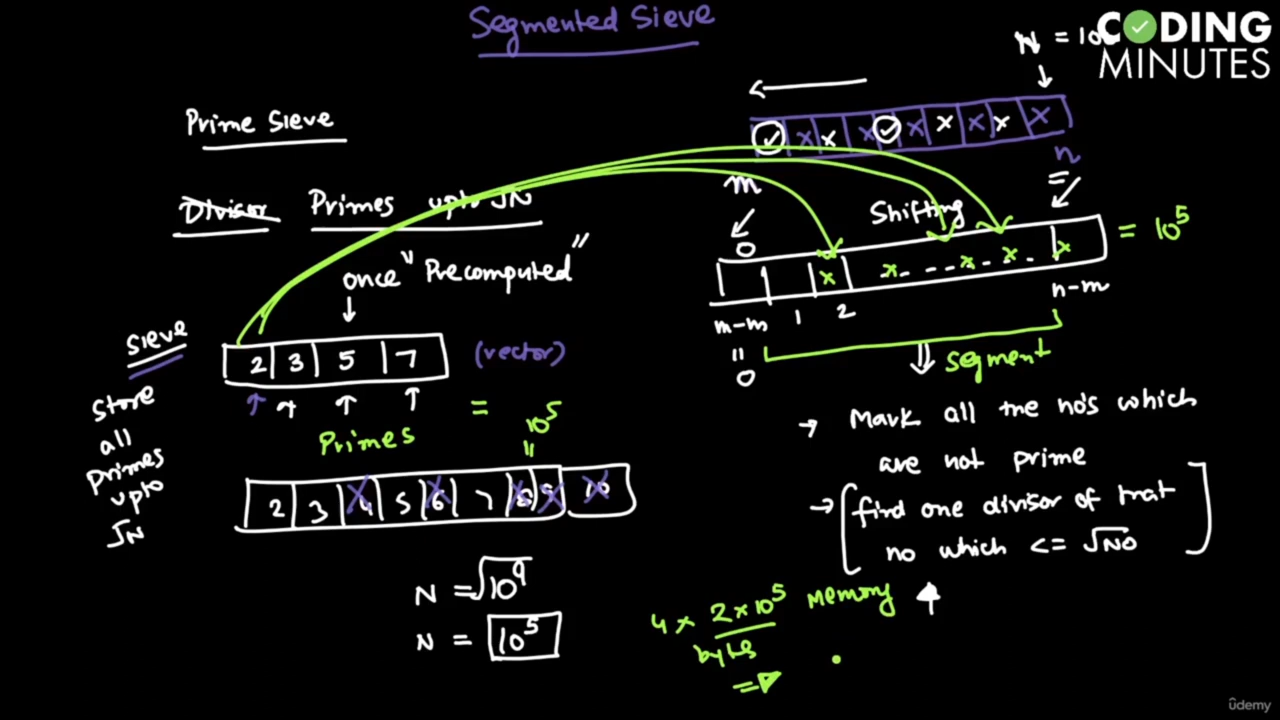 Segmented Sieve
CODING
MINUTES
N = 10
Prime Sieve
m
n
=
Divisor Primes upto √N
Shifting
= 10^5
once "Precomputed"
0
x x - -- x - x - x
m-m 1 2 n-m
"
0
segment
Sieve
2 3 5 7 (vector)
store
all
primes
upto
√N
Primes = 10^5
"
2 3 4 5 6 7 8 9 10
→ Mark all the no's which
are not prime
→ find one divisor of that
no which <= √NO
N = √10^9
N = 10^5
4 x 2 x 10^5 Memory
bytes
=>
ûdemy